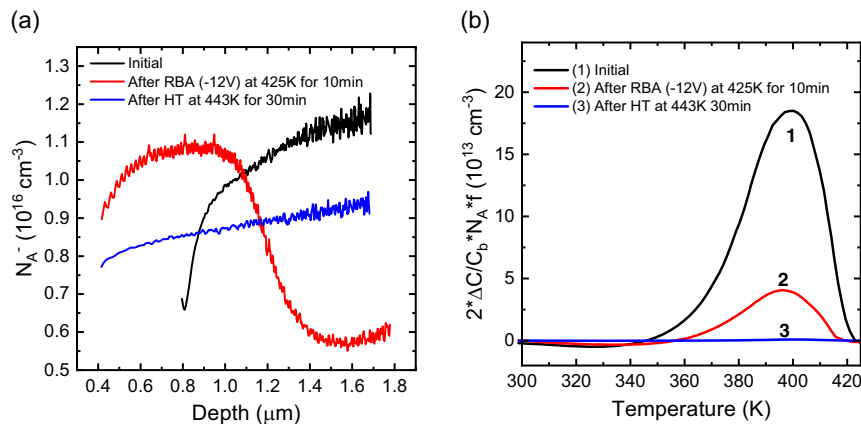 (a)
Initial
After RBA (-12V) at 425K for 10min
After HT at 443K for 30min
1.3
1.2
1.1
1.0
0.9
0.8
0.7
0.6
0.5
N_A^- (10^16 cm^-3)
0.4 0.6 0.8 1.0 1.2 1.4 1.6 1.8
Depth (μm)
(b)
(1) Initial
(2) After RBA (-12V) at 425K for 10min
(3) After HT at 443K 30min
20
15
10
5
0
2*ΔC/C_b*N_A*f (10^13 cm^-3)
1
2
3
300 320 340 360 380 400 420
Temperature (K)